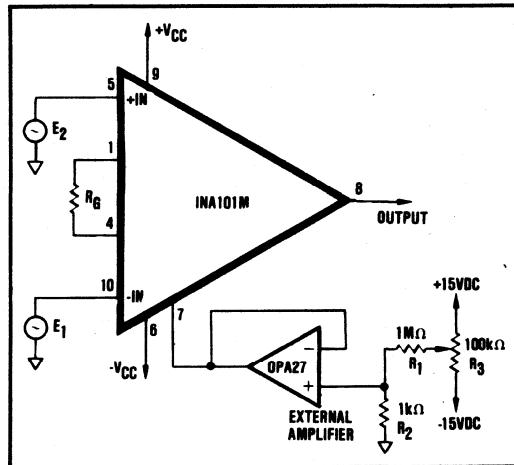 +VCC
9
5
+IN
E2
1
RG
INA101M
8
4
OUTPUT
10
-IN
+15VDC
E1
7
6
1MΩ
100kΩ
OPA27
-
R1
R3
-VCC
+
1kΩ
EXTERNAL
AMPLIFIER
R2
-15VDC